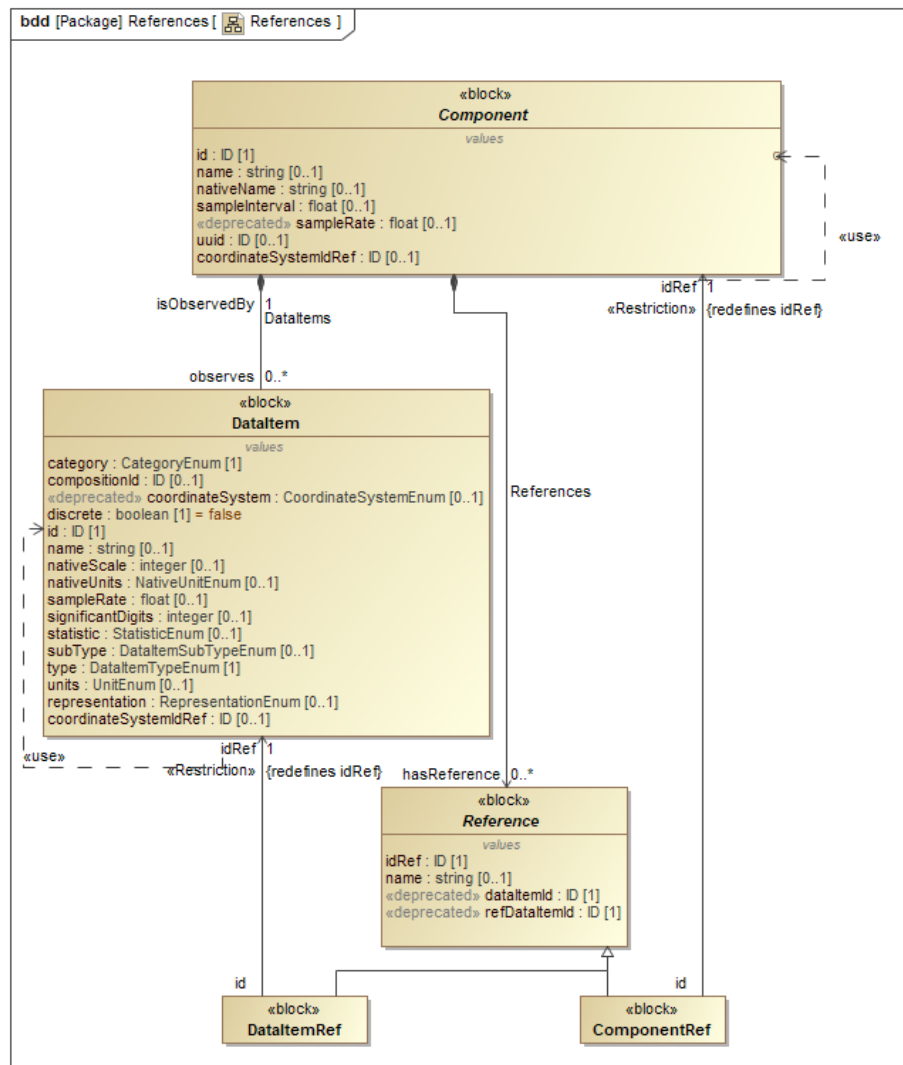 bdd [Package] References [ References ]
«block»
Component
values
id : ID [1]
name : string [0..1]
nativeName : string [0..1]
sampleInterval : float [0..1]
«deprecated» sampleRate : float [0..1]
uuid : ID [0..1]
coordinateSystemIdRef : ID [0..1]
«use»
isObservedBy 1
DataItems
idRef 1
«Restriction» {redefines idRef}
observes 0..*
«block»
DataItem
values
category : CategoryEnum [1]
compositionId : ID [0..1]
«deprecated» coordinateSystem : CoordinateSystemEnum [0..1]
discrete : boolean [1] = false
id : ID [1]
name : string [0..1]
nativeScale : integer [0..1]
nativeUnits : NativeUnitEnum [0..1]
sampleRate : float [0..1]
significantDigits : integer [0..1]
statistic : StatisticEnum [0..1]
subType : DataItemSubTypeEnum [0..1]
type : DataItemTypeEnum [1]
units : UnitEnum [0..1]
representation : RepresentationEnum [0..1]
coordinateSystemIdRef : ID [0..1]
References
idRef 1
«use»
«Restriction» {redefines idRef}
hasReference 0..*
«block»
Reference
values
idRef : ID [1]
name : string [0..1]
«deprecated» dataItemId : ID [1]
«deprecated» refDataItemId : ID [1]
id
id
«block»
DataItemRef
«block»
ComponentRef